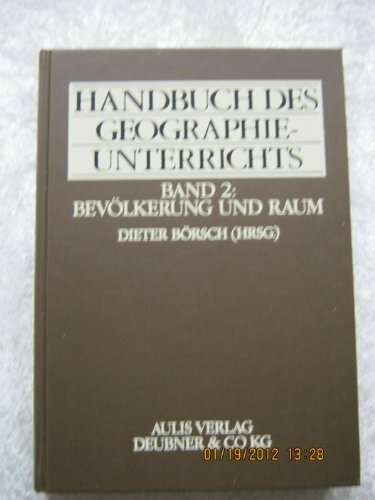 HANDBUCH DES
GEOGRAPHIE-
UNTERRICHTS
BAND 2:
BEVÖLKERUNG UND RAUM
DIETER BÖRSCH (HRSG.)
AULIS VERLAG
DEUBNER & CO KG
01/19/2012 13:28